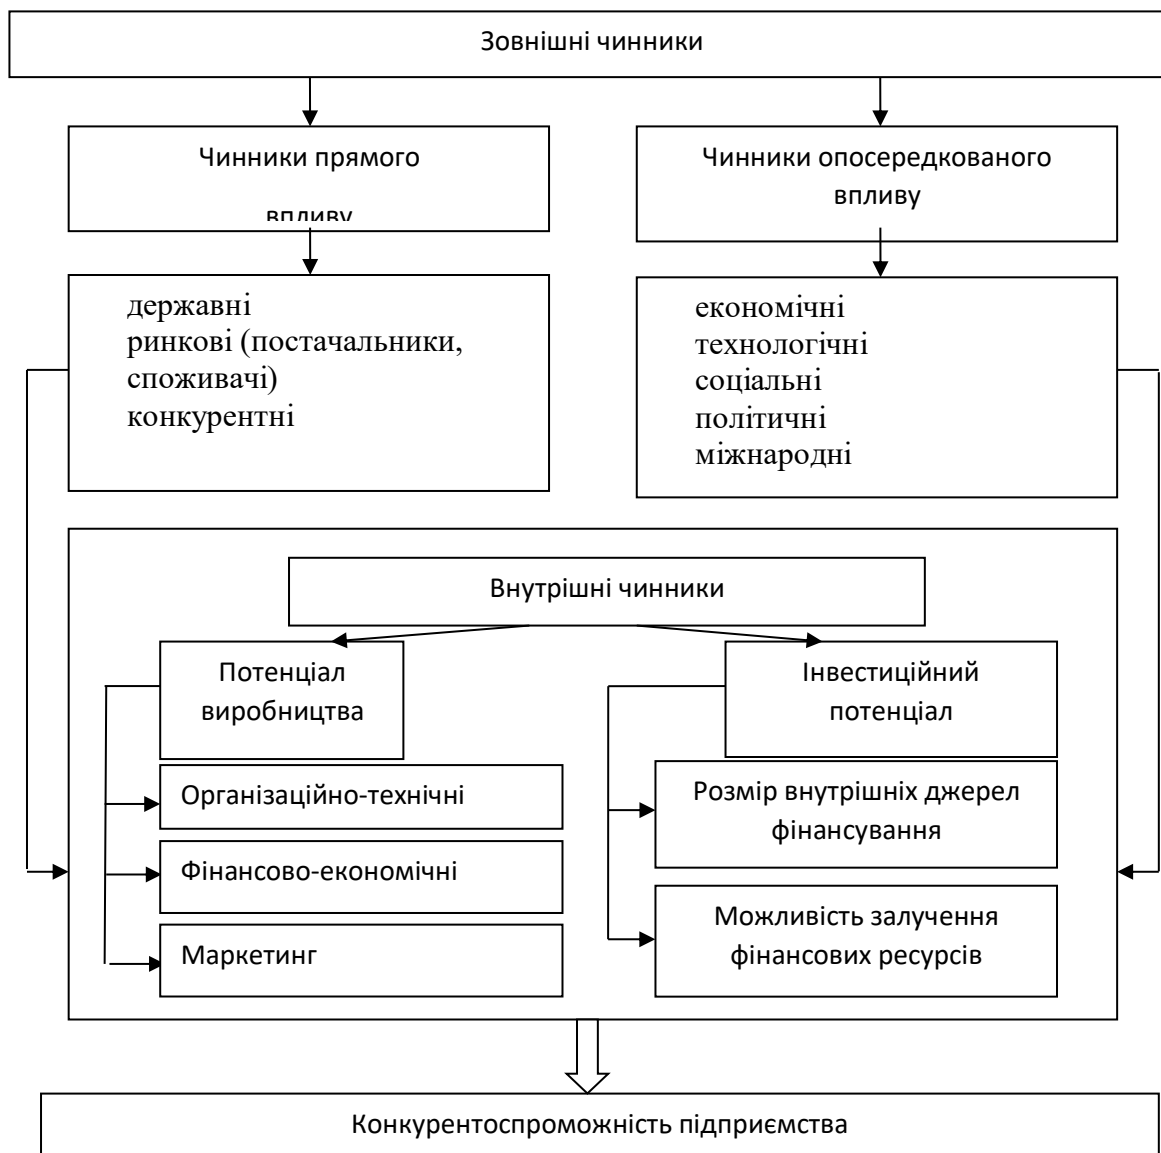 Зовнішні чинники
Чинники прямого
впливу
Чинники опосередкованого
впливу
державні
ринкові (постачальники,
споживачі)
конкурентні
економічні
технологічні
соціальні
політичні
міжнародні
Внутрішні чинники
Потенціал
виробництва
Інвестиційний
потенціал
Організаційно-технічні
Фінансово-економічні
Маркетинг
Розмір внутрішніх джерел
фінансування
Можливість залучення
фінансових ресурсів
Конкурентоспроможність підприємства